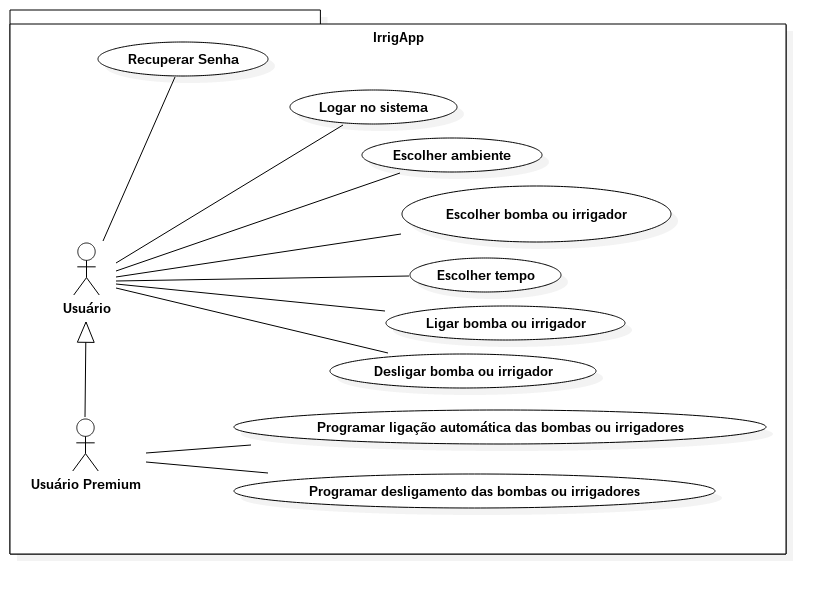 IrrigApp
Recuperar Senha
Logar no sistema
Escolher ambiente
Escolher bomba ou irrigador
Escolher tempo
Usuário
Ligar bomba ou irrigador
Desligar bomba ou irrigador
Programar ligação automática das bombas ou irrigadores
Usuário Premium
Programar desligamento das bombas ou irrigadores